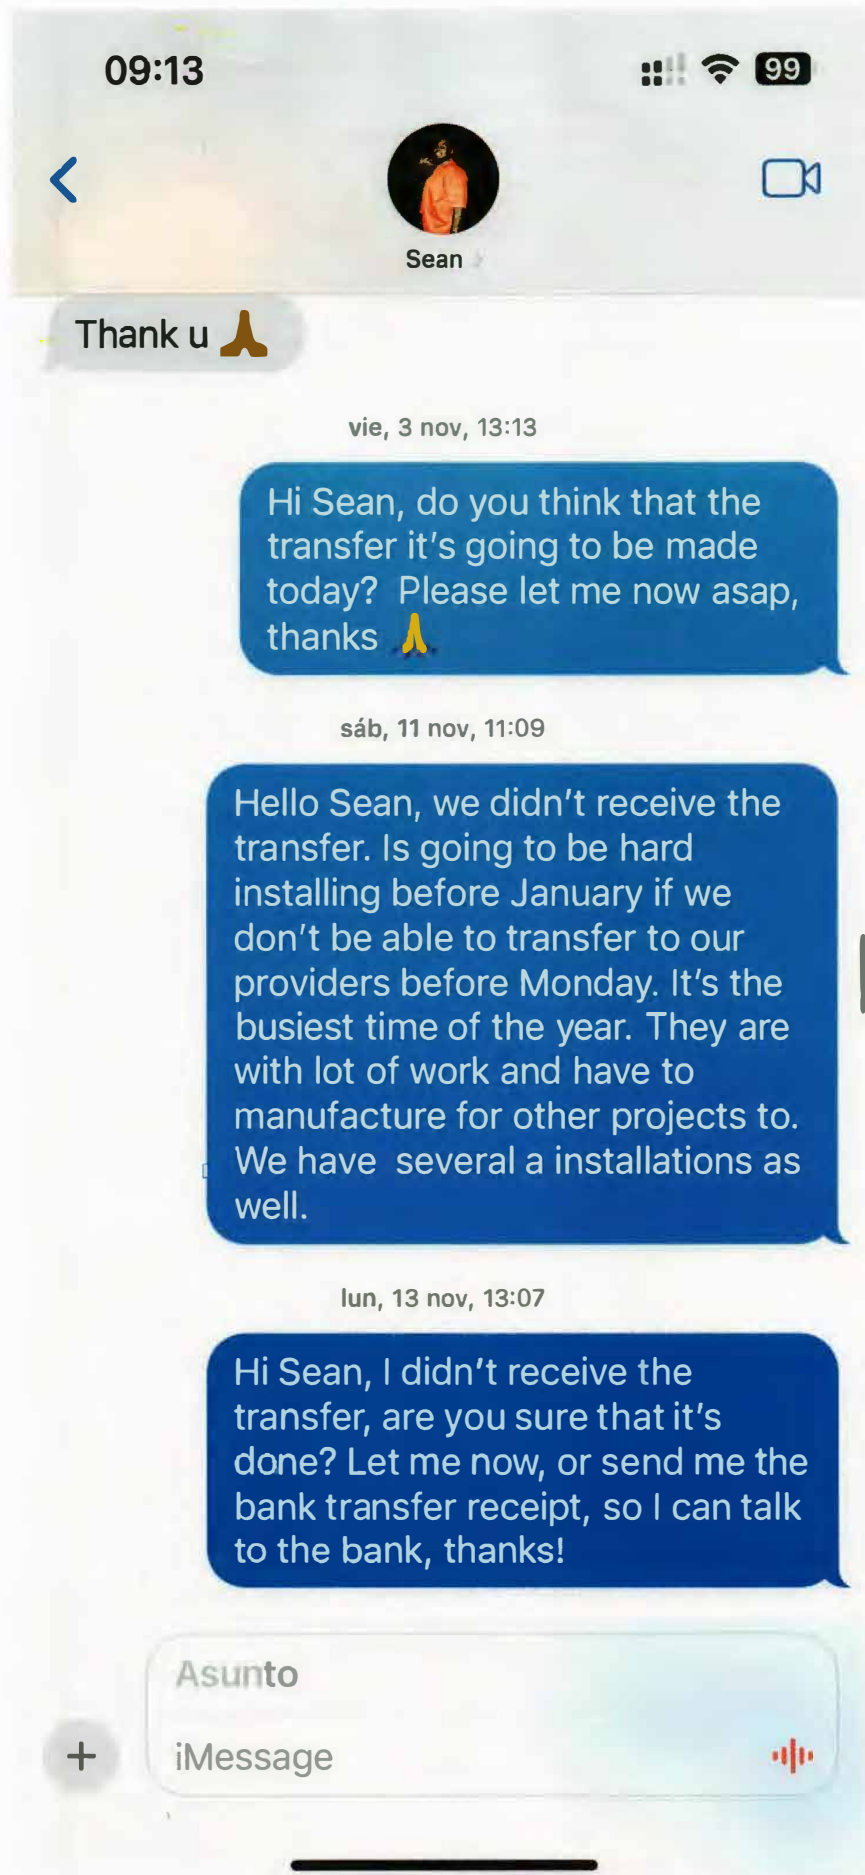 09:13
99
Sean
Thank u 🙏🏾
vie, 3 nov, 13:13
Hi Sean, do you think that the
transfer it's going to be made
today?  Please let me now asap,
thanks 🙏
sáb, 11 nov, 11:09
Hello Sean, we didn't receive the
transfer. Is going to be hard
installing before January if we
don't be able to transfer to our
providers before Monday. It's the
busiest time of the year. They are
with lot of work and have to
manufacture for other projects to.
We have  several a installations as
well.
lun, 13 nov, 13:07
Hi Sean, I didn't receive the
transfer, are you sure that it's
done? Let me now, or send me the
bank transfer receipt, so I can talk
to the bank, thanks!
Asunto
iMessage